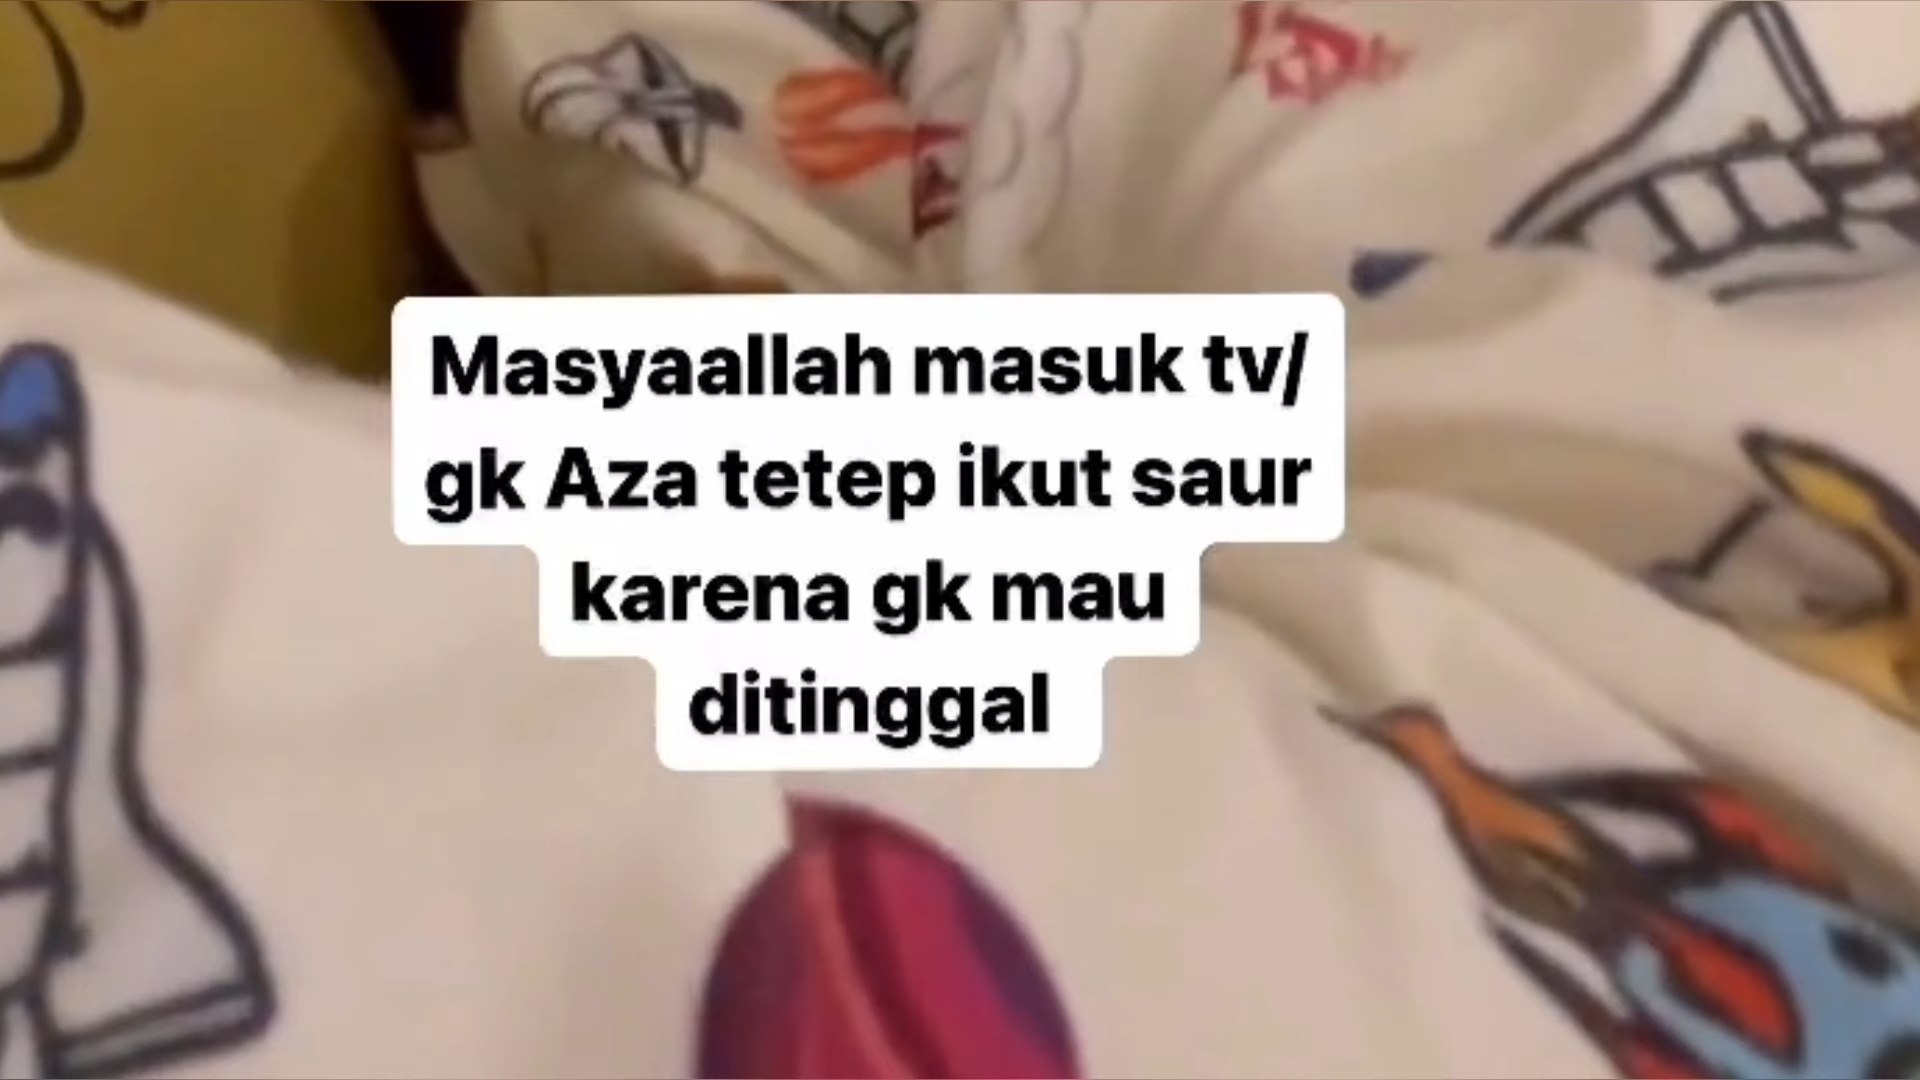 Masyaallah masuk tv/
gk Aza tetep ikut saur
karena gk mau
ditinggal